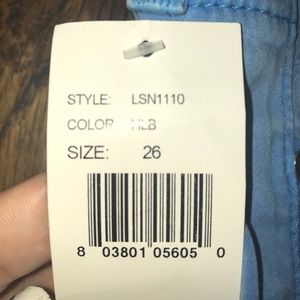 STYLE: LSN1110
COLOR: HLB
SIZE: 26
8 03801 05605 0